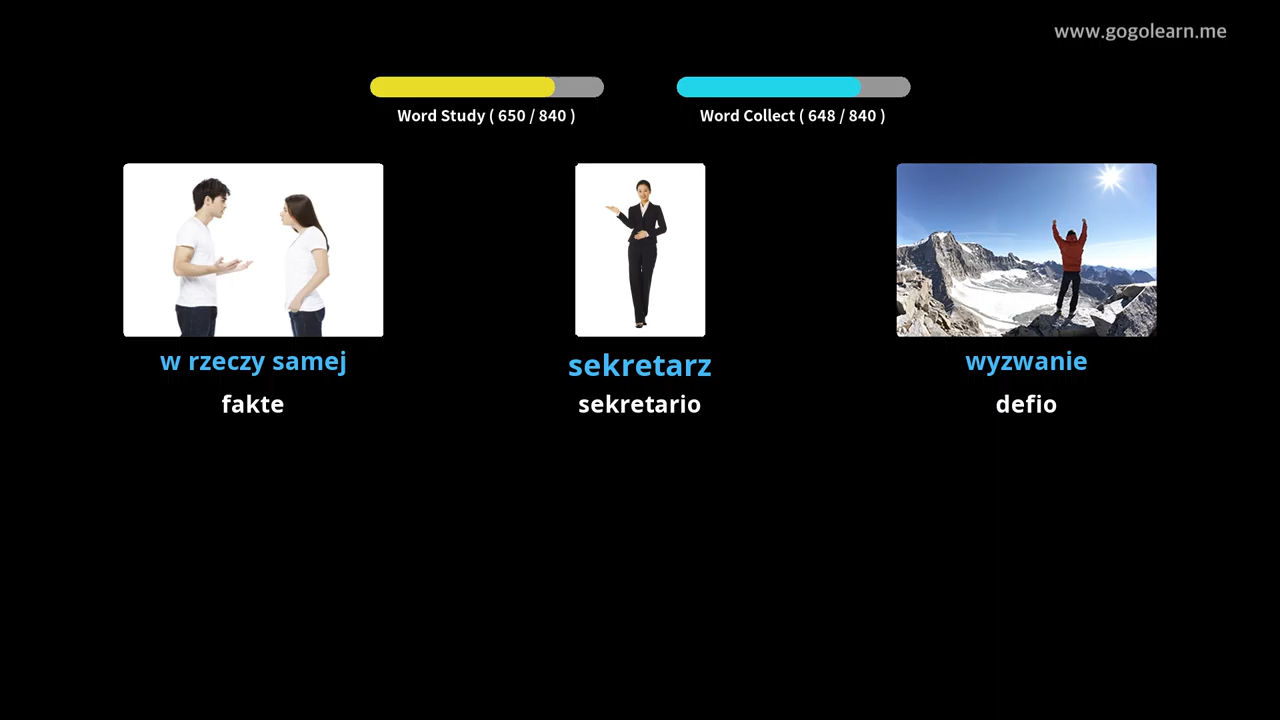 www.gogolearn.me
Word Study ( 650 / 840 )
Word Collect ( 648 / 840 )
w rzeczy samej
fakte
sekretarz
sekretario
wyzwanie
defio